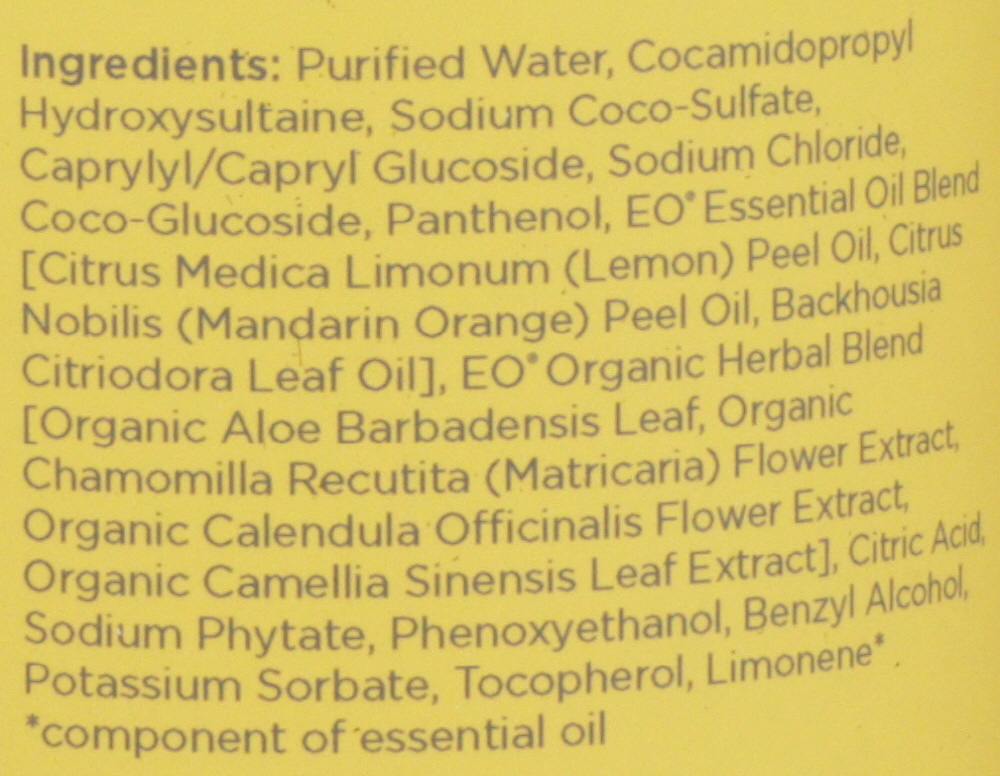 Ingredients: Purified Water, Cocamidopropyl
Hydroxysultaine, Sodium Coco-Sulfate,
Caprylyl/Capryl Glucoside, Sodium Chloride,
Coco-Glucoside, Panthenol, EO® Essential Oil Blend
[Citrus Medica Limonum (Lemon) Peel Oil, Citrus
Nobilis (Mandarin Orange) Peel Oil, Backhousia
Citriodora Leaf Oil], EO® Organic Herbal Blend
[Organic Aloe Barbadensis Leaf, Organic
Chamomilla Recutita (Matricaria) Flower Extract,
Organic Calendula Officinalis Flower Extract,
Organic Camellia Sinensis Leaf Extract], Citric Acid,
Sodium Phytate, Phenoxyethanol, Benzyl Alcohol,
Potassium Sorbate, Tocopherol, Limonene*.
*component of essential oil